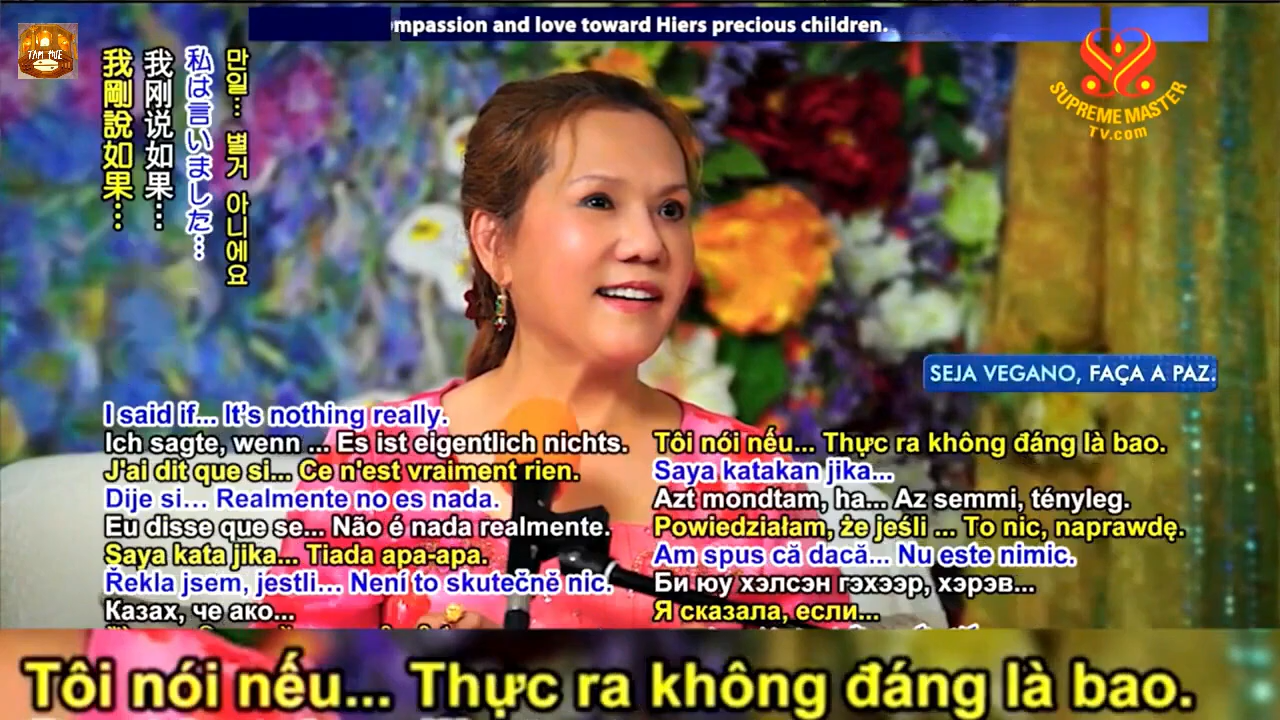 ompassion and love toward Hiers precious children.
TÂM THƯ
SUPREME MASTER
TV.com
만일... 별거 아니에요
私は言いました...
我刚说如果...
我剛說如果...
SEJA VEGANO, FAÇA A PAZ.
I said if... It's nothing really.
Ich sagte, wenn ... Es ist eigentlich nichts.
J'ai dit que si... Ce n'est vraiment rien.
Dije si... Realmente no es nada.
Eu disse que se... Não é nada realmente.
Saya kata jika... Tiada apa-apa.
Řekla jsem, jestli... Není to skutečně nic.
Казах, че ако...
Tôi nói nếu... Thực ra không đáng là bao.
Saya katakan jika...
Azt mondtam, ha... Az semmi, tényleg.
Powiedziałam, że jeśli ... To nic, naprawdę.
Am spus că dacă... Nu este nimic.
Би юу хэлсэн гэхээр, хэрэв...
Я сказала, если...
Tôi nói nếu... Thực ra không đáng là bao.